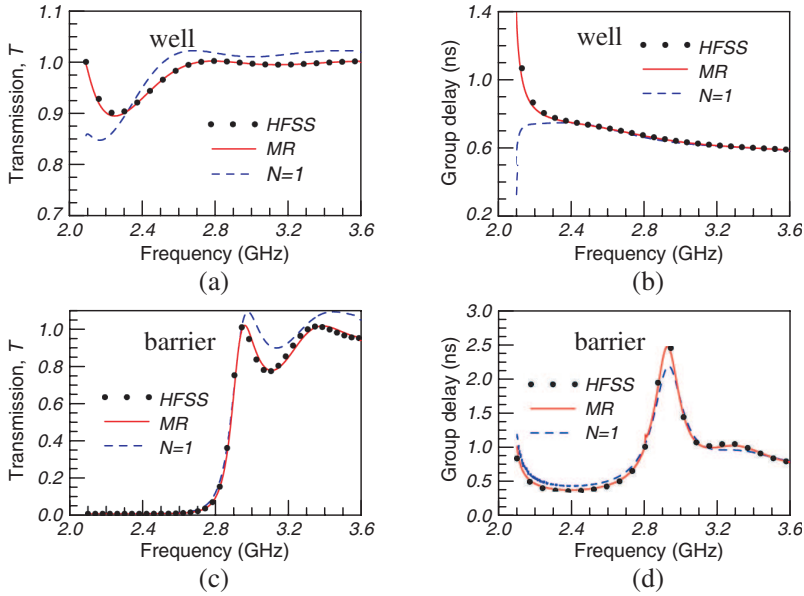 well
Transmission, T
1.1
1.0
0.9
0.8
0.7
HFSS
MR
N=1
2.0 2.4 2.8 3.2 3.6
Frequency (GHz)
(a)
well
Group delay (ns)
1.4
1.0
0.6
0.2
HFSS
MR
N=1
2.0 2.4 2.8 3.2 3.6
Frequency (GHz)
(b)
barrier
Transmission, T
1.0
0.8
0.6
0.4
0.2
0.0
HFSS
MR
N=1
2.0 2.4 2.8 3.2 3.6
Frequency (GHz)
(c)
barrier
Group delay (ns)
3.0
2.5
2.0
1.5
1.0
0.5
0.0
HFSS
MR
N=1
2.0 2.4 2.8 3.2 3.6
Frequency (GHz)
(d)